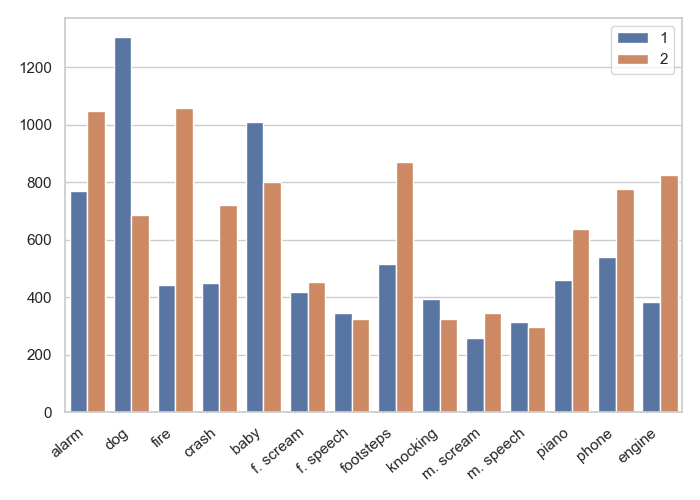 1
2
1200
1000
800
600
400
200
0
alarm
dog
fire
crash
baby
f. scream
f. speech
footsteps
knocking
m. scream
m. speech
piano
phone
engine